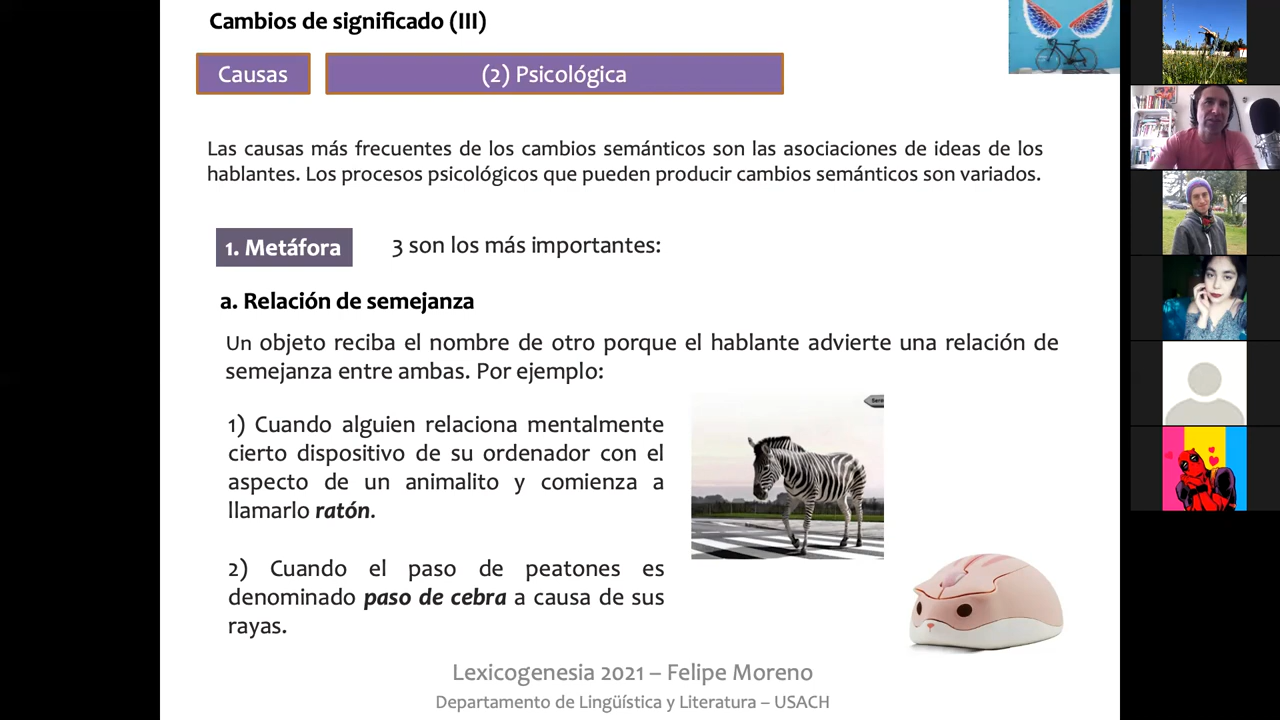 Cambios de significado (III)
Causas
(2) Psicológica
Las causas más frecuentes de los cambios semánticos son las asociaciones de ideas de los
hablantes. Los procesos psicológicos que pueden producir cambios semánticos son variados.
1. Metáfora
3 son los más importantes:
a. Relación de semejanza
Un objeto reciba el nombre de otro porque el hablante advierte una relación de
semejanza entre ambas. Por ejemplo:
1) Cuando alguien relaciona mentalmente
cierto dispositivo de su ordenador con el
aspecto de un animalito y comienza a
llamarlo ratón.
2) Cuando el paso de peatones es
denominado paso de cebra a causa de sus
rayas.
Lexicogenesia 2021 – Felipe Moreno
Departamento de Lingüística y Literatura – USACH